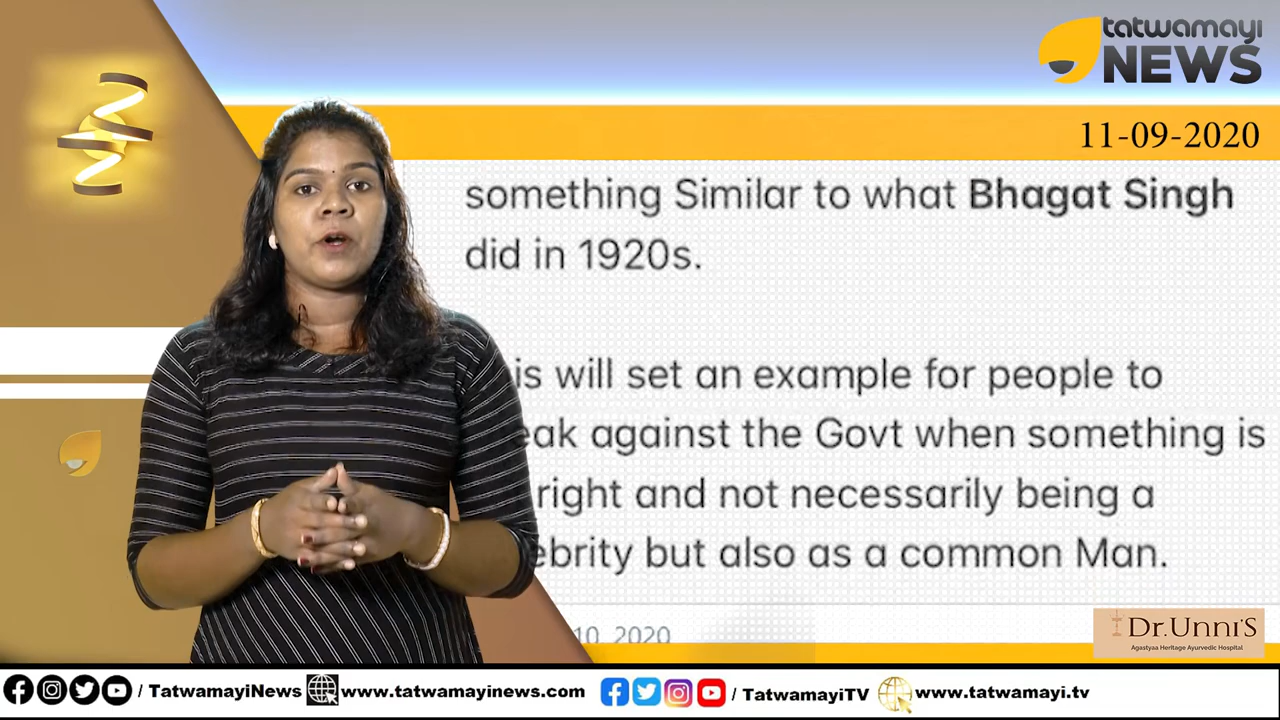 tatwamayi
NEWS
11-09-2020
something Similar to what Bhagat Singh
did in 1920s.
is will set an example for people to
eak against the Govt when something is
right and not necessarily being a
ebrity but also as a common Man.
10, 2020
Dr.Unni'S
Agastyaa Heritage Ayurvedic Hospital
/ TatwamayiNews www.tatwamayinews.com / TatwamayiTV www.tatwamayi.tv